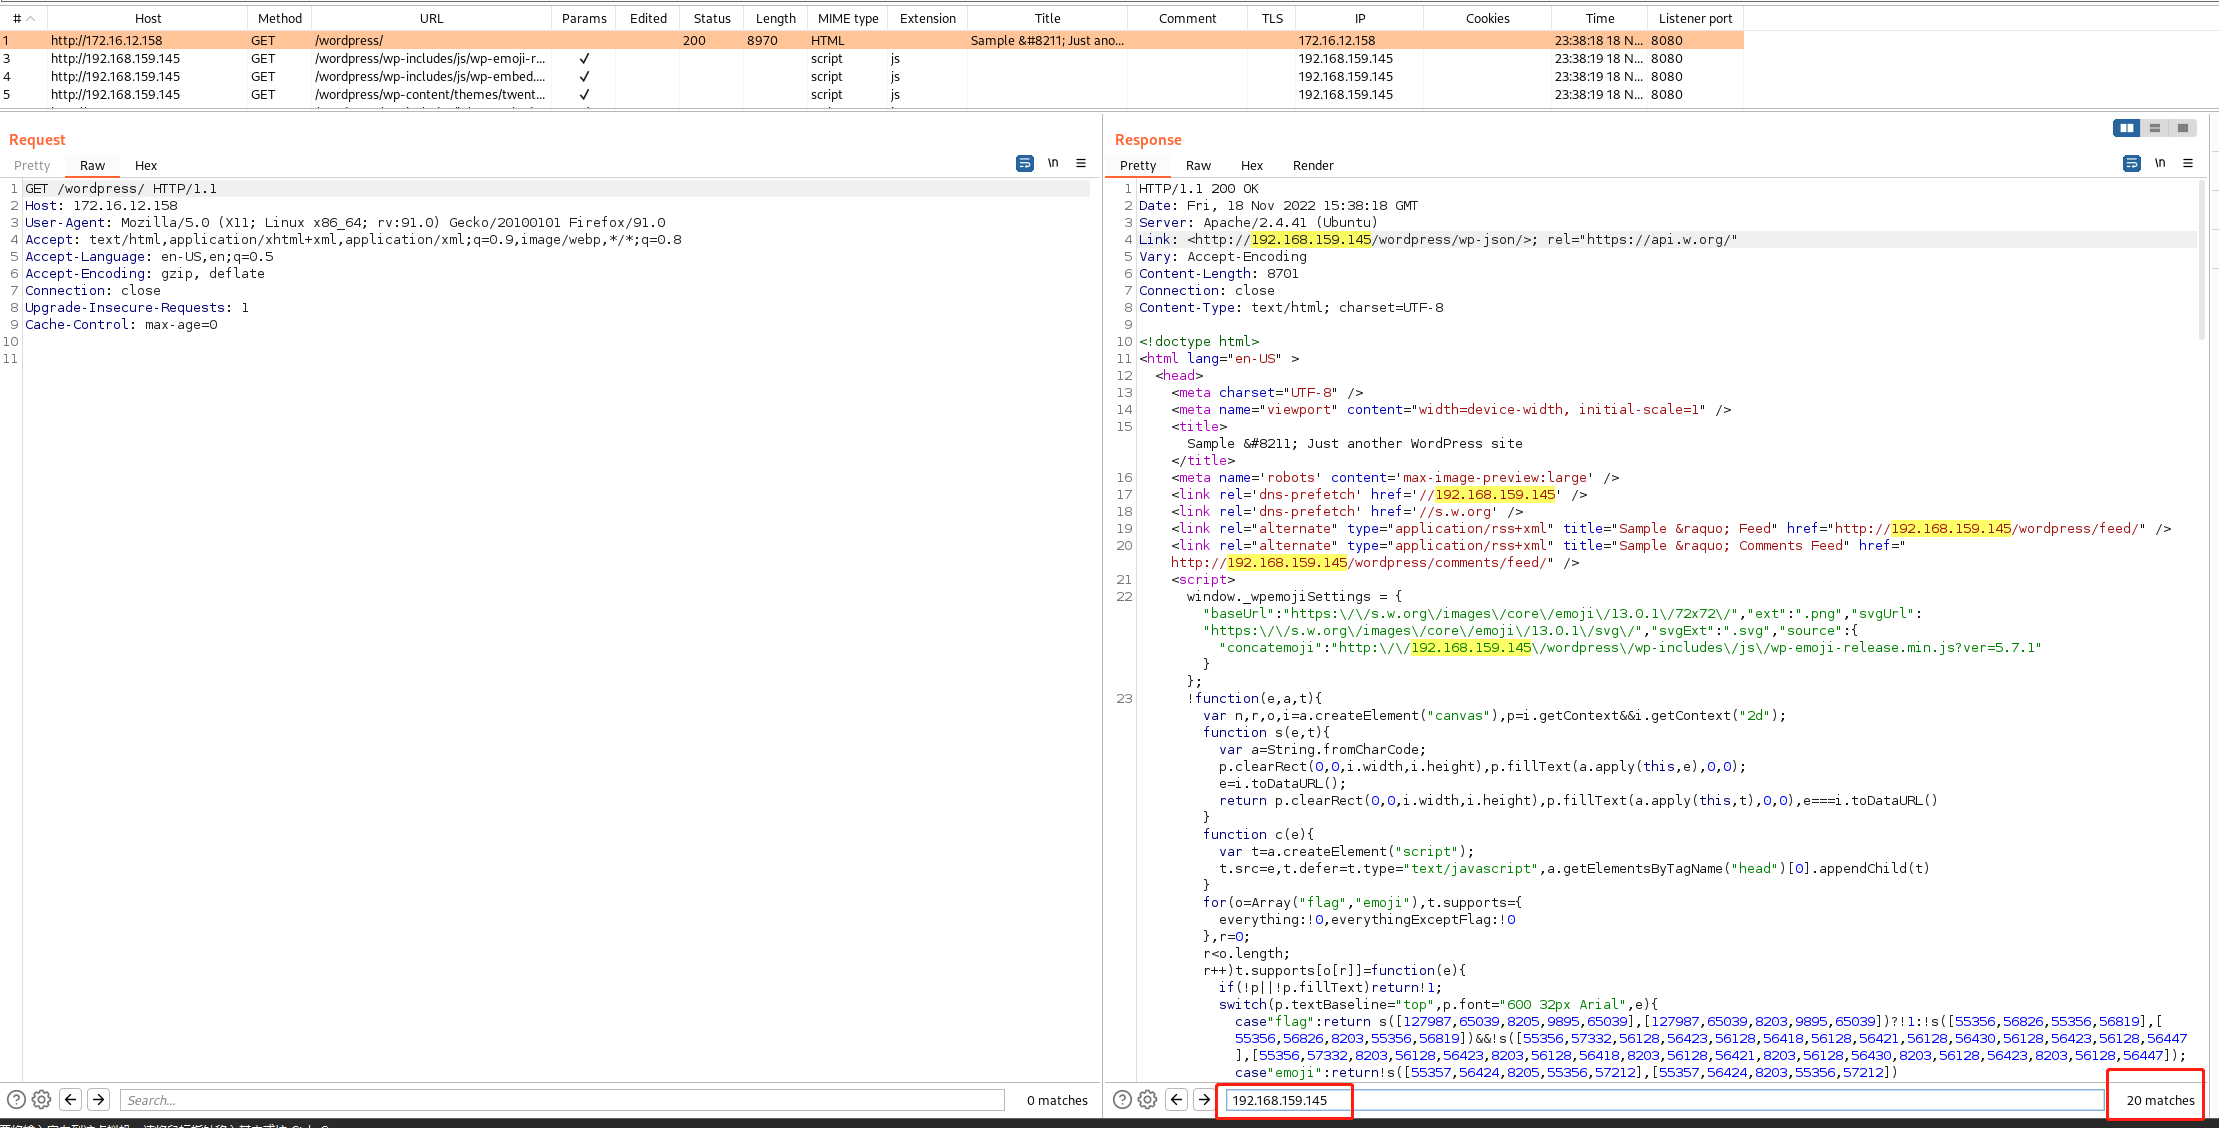 # Host Method URL Params Edited Status Length MIME type Extension Title Comment TLS IP Cookies Time Listener port
1 http://172.16.12.158 GET /wordpress/ 200 8970 HTML Sample &#8211; Just ano... 172.16.12.158 23:38:18 18 N... 8080
3 http://192.168.159.145 GET /wordpress/wp-includes/js/wp-emoji-r... ✓ script js 192.168.159.145 23:38:19 18 N... 8080
4 http://192.168.159.145 GET /wordpress/wp-includes/js/wp-embed.... ✓ script js 192.168.159.145 23:38:19 18 N... 8080
5 http://192.168.159.145 GET /wordpress/wp-content/themes/twent... ✓ script js 192.168.159.145 23:38:19 18 N... 8080
Request
Pretty Raw Hex \n
1 GET /wordpress/ HTTP/1.1
2 Host: 172.16.12.158
3 User-Agent: Mozilla/5.0 (X11; Linux x86_64; rv:91.0) Gecko/20100101 Firefox/91.0
4 Accept: text/html,application/xhtml+xml,application/xml;q=0.9,image/webp,*/*;q=0.8
5 Accept-Language: en-US,en;q=0.5
6 Accept-Encoding: gzip, deflate
7 Connection: close
8 Upgrade-Insecure-Requests: 1
9 Cache-Control: max-age=0
10
11
Search... 0 matches
Response
Pretty Raw Hex Render \n
1 HTTP/1.1 200 OK
2 Date: Fri, 18 Nov 2022 15:38:18 GMT
3 Server: Apache/2.4.41 (Ubuntu)
4 Link: <http://192.168.159.145/wordpress/wp-json/>; rel="https://api.w.org/"
5 Vary: Accept-Encoding
6 Content-Length: 8701
7 Connection: close
8 Content-Type: text/html; charset=UTF-8
9
10 <!doctype html>
11 <html lang="en-US" >
12 <head>
13 <meta charset="UTF-8" />
14 <meta name="viewport" content="width=device-width, initial-scale=1" />
15 <title>
Sample &#8211; Just another WordPress site
</title>
16 <meta name='robots' content='max-image-preview:large' />
17 <link rel='dns-prefetch' href='//192.168.159.145' />
18 <link rel='dns-prefetch' href='//s.w.org' />
19 <link rel="alternate" type="application/rss+xml" title="Sample &raquo; Feed" href="http://192.168.159.145/wordpress/feed/" />
20 <link rel="alternate" type="application/rss+xml" title="Sample &raquo; Comments Feed" href="
http://192.168.159.145/wordpress/comments/feed/" />
21 <script>
22 window._wpemojiSettings = {
"baseUrl":"https:\/\/s.w.org\/images\/core\/emoji\/13.0.1\/72x72\/","ext":".png","svgUrl":
"https:\/\/s.w.org\/images\/core\/emoji\/13.0.1\/svg\/","svgExt":".svg","source":{
"concatemoji":"http:\/\/192.168.159.145\/wordpress\/wp-includes\/js\/wp-emoji-release.min.js?ver=5.7.1"
}
};
23 !function(e,a,t){
var n,r,o,i=a.createElement("canvas"),p=i.getContext&&i.getContext("2d");
function s(e,t){
var a=String.fromCharCode;
p.clearRect(0,0,i.width,i.height),p.fillText(a.apply(this,e),0,0);
e=i.toDataURL();
return p.clearRect(0,0,i.width,i.height),p.fillText(a.apply(this,t),0,0),e===i.toDataURL()
}
function c(e){
var t=a.createElement("script");
t.src=e,t.defer=t.type="text/javascript",a.getElementsByTagName("head")[0].appendChild(t)
}
for(o=Array("flag","emoji"),t.supports={
everything:!0,everythingExceptFlag:!0
},r=0;
r<o.length;
r++)t.supports[o[r]]=function(e){
if(!p||!p.fillText)return!1;
switch(p.textBaseline="top",p.font="600 32px Arial",e){
case"flag":return s([127987,65039,8205,9895,65039],[127987,65039,8203,9895,65039])?!1:!s([55356,56826,55356,56819],[
55356,56826,8203,55356,56819])&&!s([55356,57332,56128,56423,56128,56418,56128,56421,56128,56430,56128,56423,56128,56447
],[55356,57332,8203,56128,56423,8203,56128,56418,8203,56128,56421,8203,56128,56430,8203,56128,56423,8203,56128,56447]);
case"emoji":return!s([55357,56424,8205,55356,57212],[55357,56424,8203,55356,57212])
192.168.159.145 20 matches